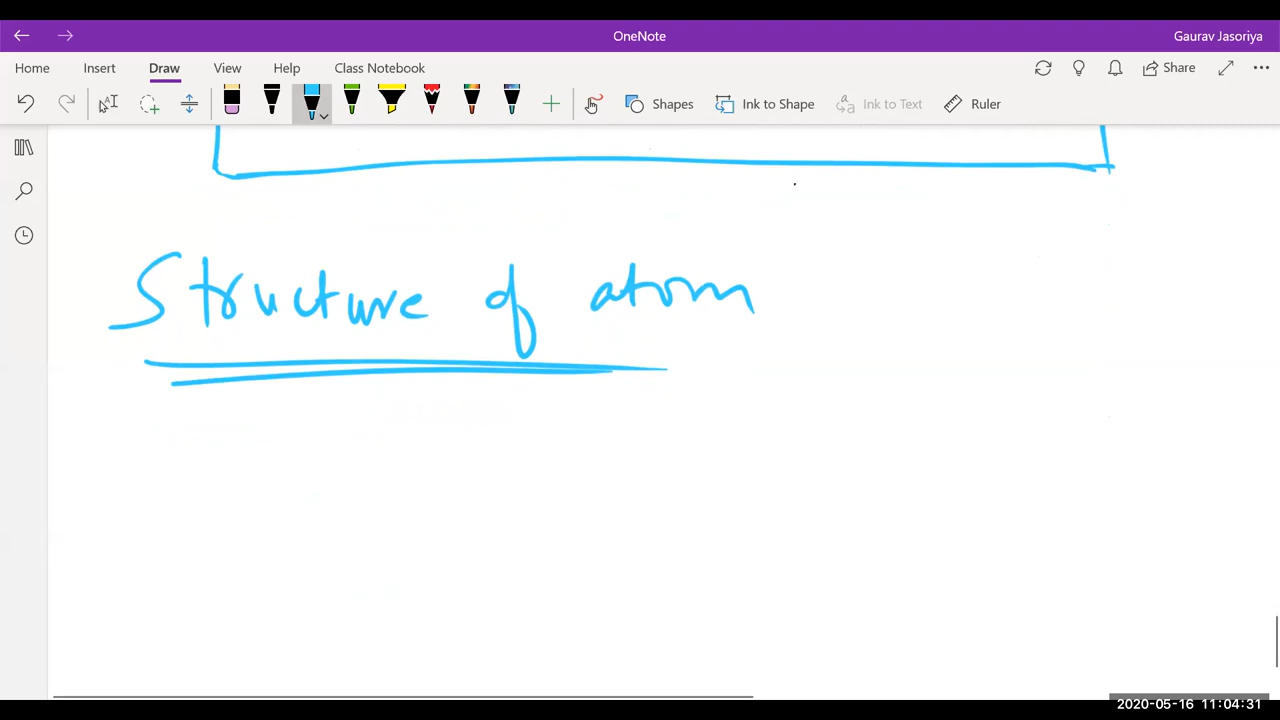 OneNote
Gaurav Jasoriya
Home Insert Draw View Help Class Notebook Share
Shapes Ink to Shape Ink to Text Ruler
Structure of atom
2020-05-16 11:04:31